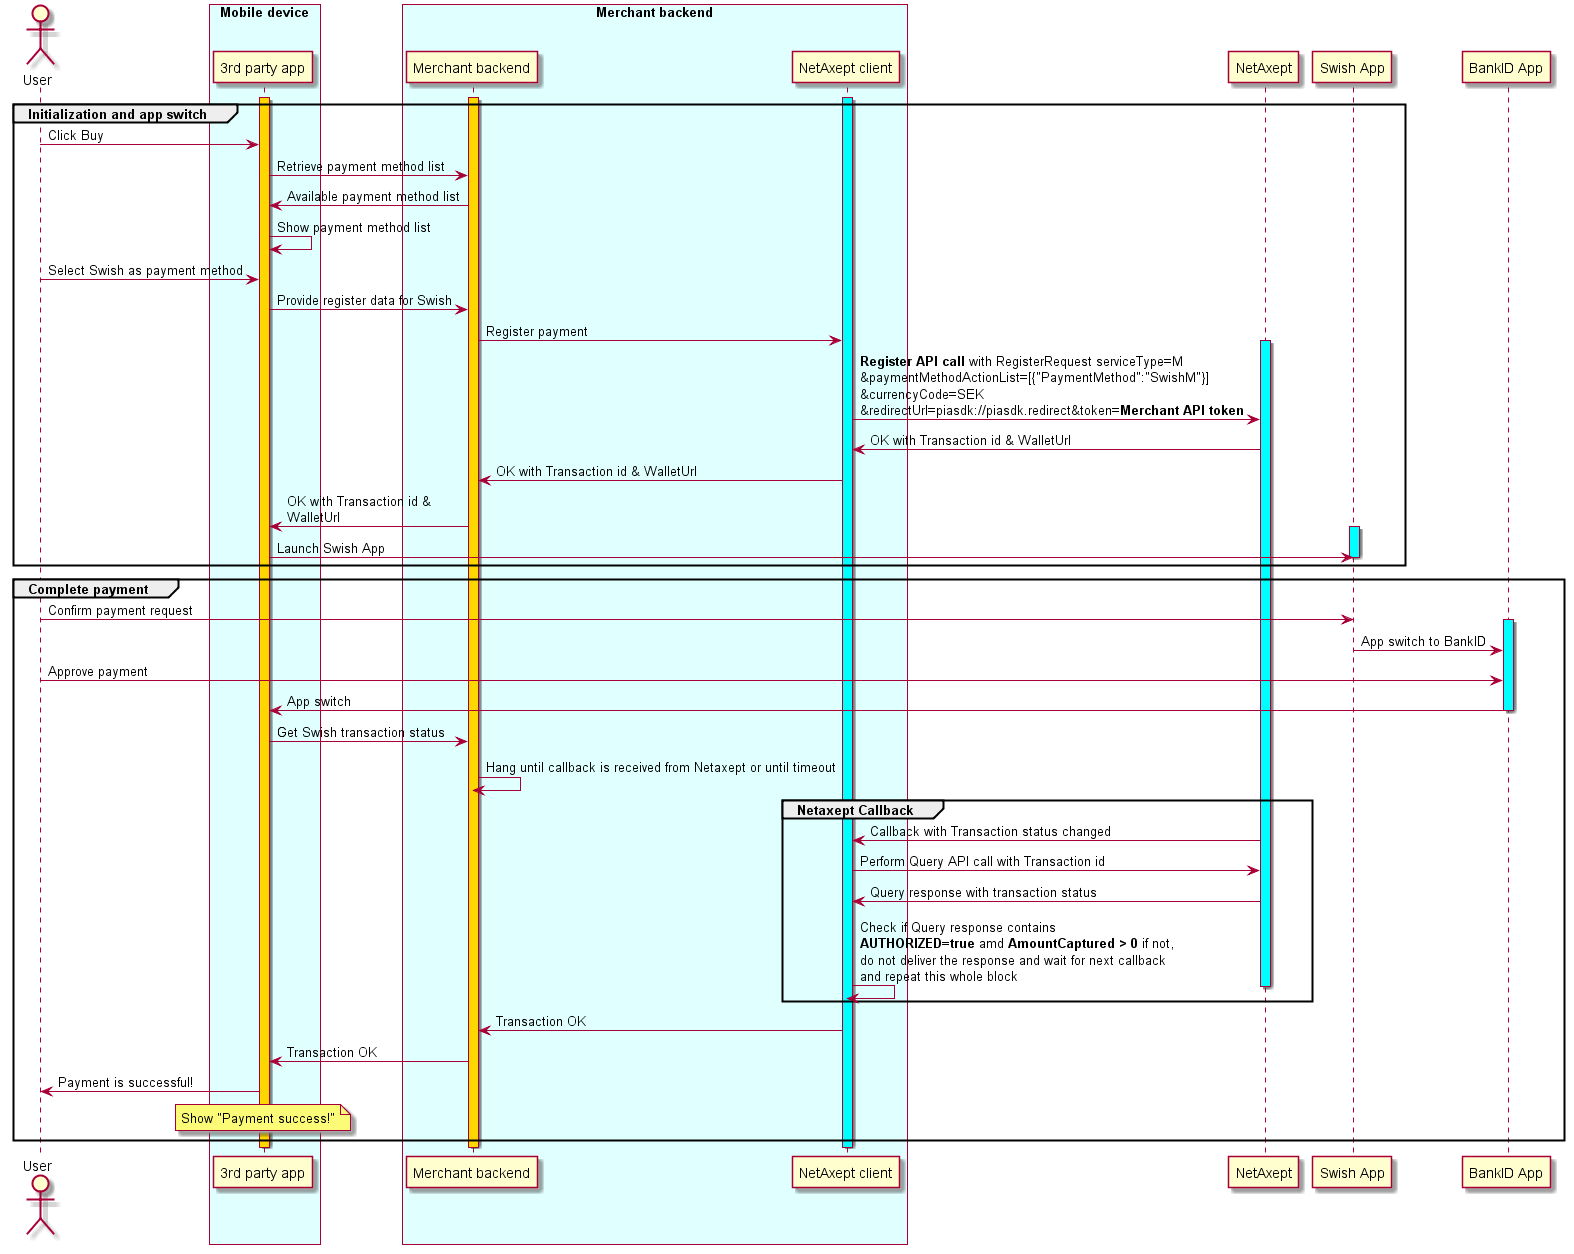 Mobile device
Merchant backend
User
3rd party app
Merchant backend
NetAxept client
NetAxept
Swish App
BankID App
Initialization and app switch
Click Buy
Retrieve payment method list
Available payment method list
Show payment method list
Select Swish as payment method
Provide register data for Swish
Register payment
Register API call with RegisterRequest serviceType=M
&paymentMethodActionList=[{"PaymentMethod":"SwishM"}]
&currencyCode=SEK
&redirectUrl=piasdk://piasdk.redirect&token=Merchant API token
OK with Transaction id & WalletUrl
OK with Transaction id & WalletUrl
OK with Transaction id &
WalletUrl
Launch Swish App
Complete payment
Confirm payment request
App switch to BankID
Approve payment
App switch
Get Swish transaction status
Hang until callback is received from Netaxept or until timeout
Netaxept Callback
Callback with Transaction status changed
Perform Query API call with Transaction id
Query response with transaction status
Check if Query response contains
AUTHORIZED=true amd AmountCaptured > 0 if not,
do not deliver the response and wait for next callback
and repeat this whole block
Transaction OK
Transaction OK
Payment is successful!
Show "Payment success!"
User
3rd party app
Merchant backend
NetAxept client
NetAxept
Swish App
BankID App